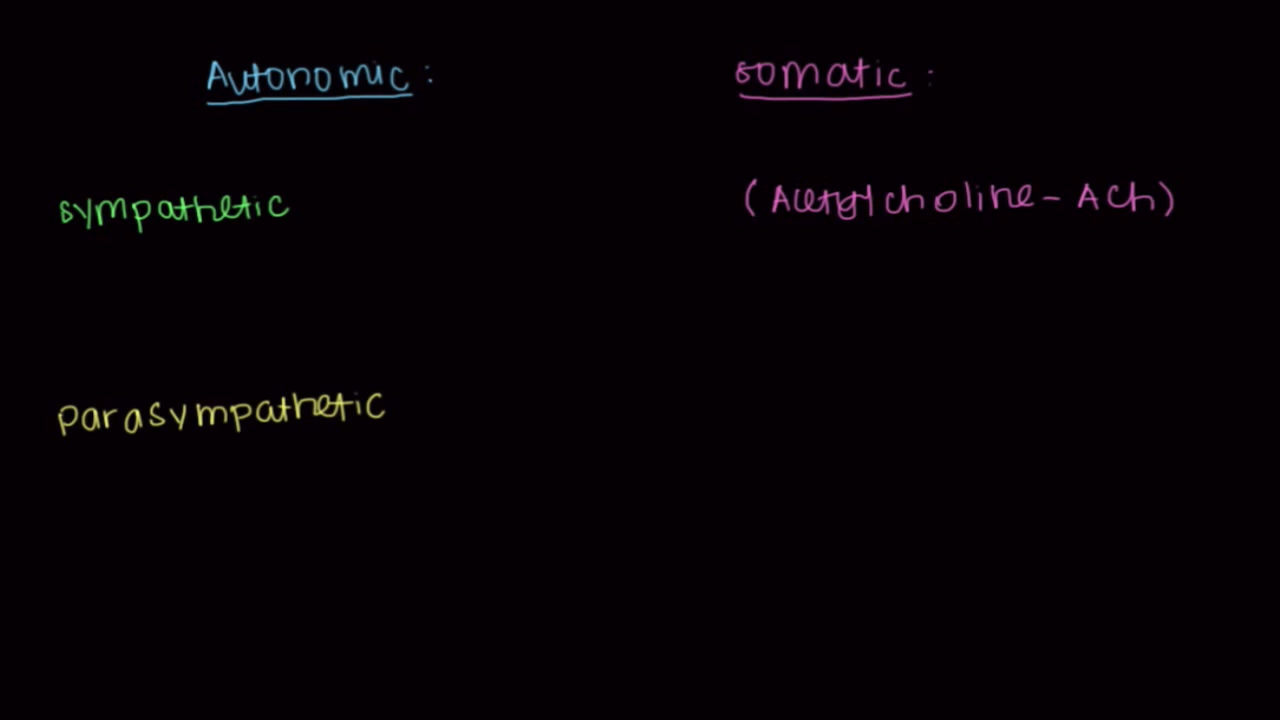 Autonomic:
somatic:
sympathetic
(Acetylcholine - ACh)
parasympathetic